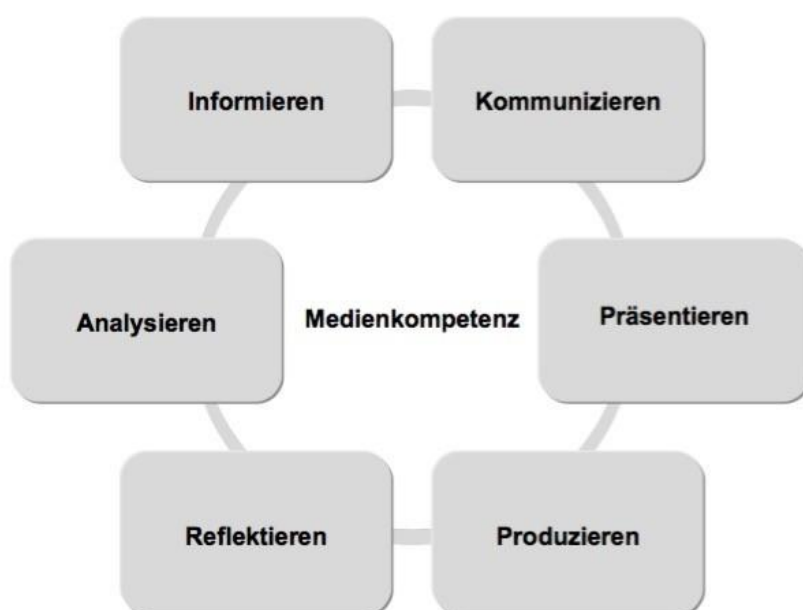 Informieren
Kommunizieren
Analysieren
Medienkompetenz
Präsentieren
Reflektieren
Produzieren